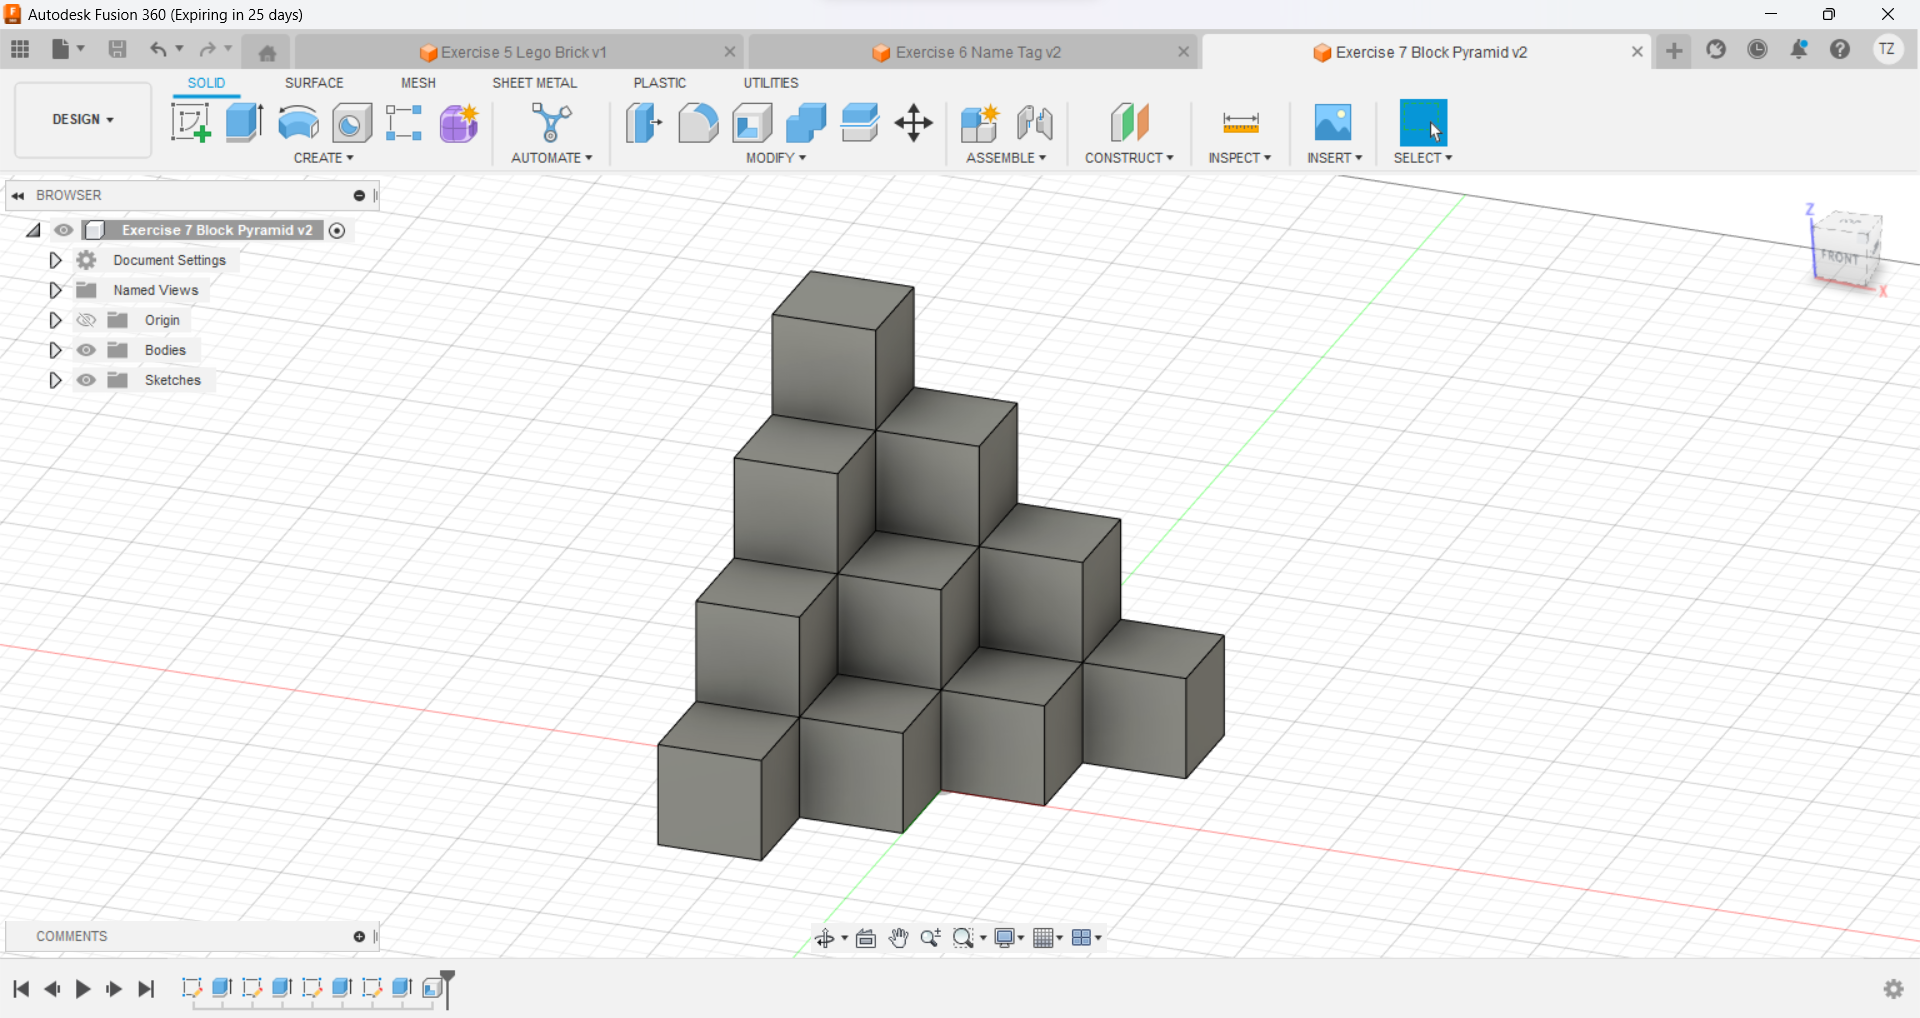 Autodesk Fusion 360 (Expiring in 25 days)
Exercise 5 Lego Brick v1
Exercise 6 Name Tag v2
Exercise 7 Block Pyramid v2
TZ
SOLID
SURFACE
MESH
SHEET METAL
PLASTIC
UTILITIES
DESIGN
CREATE
AUTOMATE
MODIFY
ASSEMBLE
CONSTRUCT
INSPECT
INSERT
SELECT
BROWSER
Exercise 7 Block Pyramid v2
Document Settings
Named Views
Origin
Bodies
Sketches
Z
FRONT
X
COMMENTS